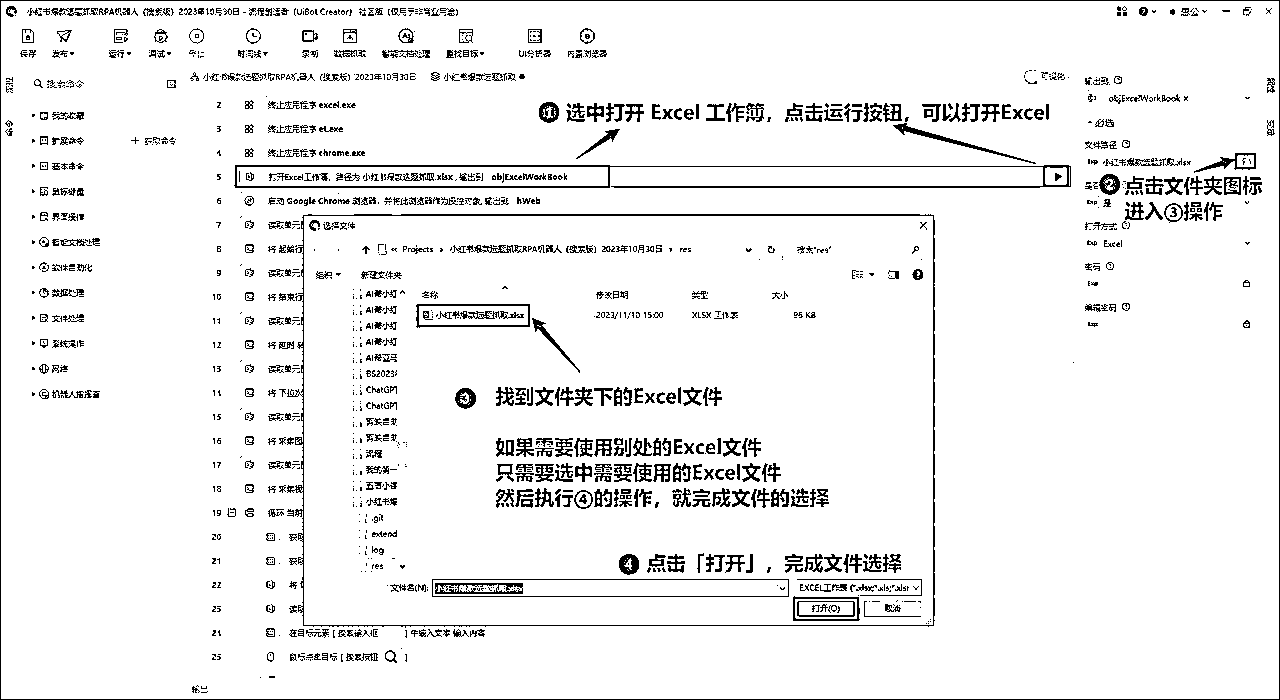 小红书爆款选题抓取RPA机器人（搜索版）2023年10月30日 - 流程创造者（UiBot Creator） 社区版（仅用于非商业用途）
保存 发布 运行 调试 停止 时间线 录制 数据抓取 智能文档处理 查找目标 UI分析器 内置浏览器
搜索命令
小红书爆款选题抓取RPA机器人（搜索版）2023年10月30日
小红书爆款选题抓取
可视化
我的收藏
扩展命令
获取命令
基本命令
鼠标键盘
界面操作
智能文档处理
软件自动化
数据处理
文件处理
系统操作
网络
机器人指挥官
2 终止应用程序 excel.exe
3 终止应用程序 et.exe
4 终止应用程序 chrome.exe
5 打开Excel工作簿，路径为 小红书爆款选题抓取.xlsx , 输出到 objExcelWorkBook
6 启动 Google Chrome 浏览器，并将此浏览器作为操控对象, 输出到 hWeb
7 读取单元
8 将 起始行
9 读取单元
10 将 结束行
11 读取单元
12 将 延时
13 读取单元
14 将 下拉次
15 读取单元
16 将 采集图
17 读取单元
18 将 采集视
19 循环 当前
20 获取
21 获取
22 将
23 读取
24 在目标元素 [ 搜索输入框 ] 中输入文本 输入内容
25 鼠标点击目标 [ 搜索按钮 ]
输出
① 选中打开 Excel 工作簿，点击运行按钮，可以打开Excel
输出到
objExcelWorkBook
必选
文件路径
Exp 小红书爆款选题抓取.xlsx
② 点击文件夹图标
进入③操作
Exp 是
打开方式
Exp Excel
密码
Exp
编辑密码
Exp
选择文件
« Projects › 小红书爆款选题抓取RPA机器人（搜索版）2023年10月30日 › res
搜索"res"
组织 新建文件夹
名称 修改日期 类型 大小
小红书爆款选题抓取.xlsx 2023/11/10 15:00 XLSX 工作表 96 KB
AI帮小红
AI帮小红
AI帮小红
AI帮小红
AI帮亚马
BS2023
ChatGPT
ChatGPT
剪映自动
剪映自动
流程
我的第一
小红书爆
.git
extend
log
res
③ 找到文件夹下的Excel文件
如果需要使用别处的Excel文件
只需要选中需要使用的Excel文件
然后执行④的操作，就完成文件的选择
④ 点击「打开」，完成文件选择
文件名(N): 小红书爆款选题抓取.xlsx
EXCEL工作表 (*.xlsx;*.xls;*.xlsr
打开(O) 取消